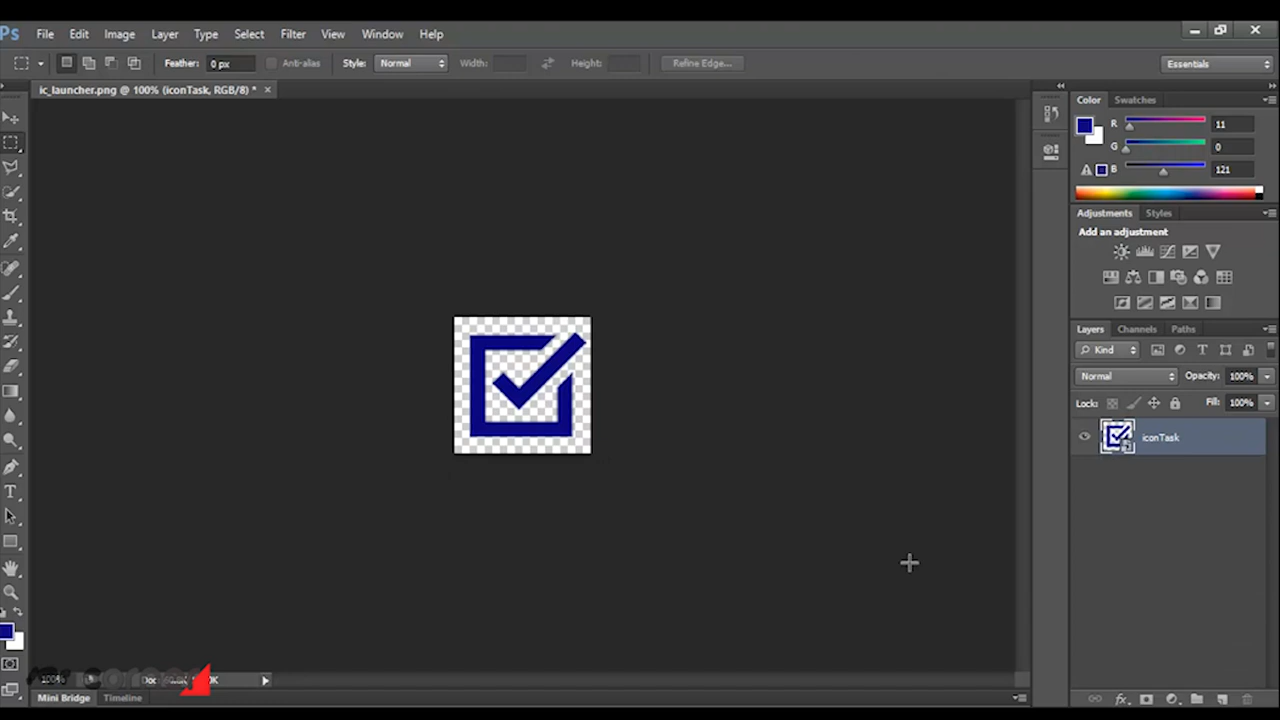 Ps File Edit Image Layer Type Select Filter View Window Help
Feather: 0 px Anti-alias Style: Normal Width: Height: Refine Edge... Essentials
ic_launcher.png @ 100% (iconTask, RGB/8) * ×
Color Swatches
R 11
G 0
B 121
Adjustments Styles
Add an adjustment
Layers Channels Paths
Kind
Normal Opacity: 100%
Lock: Fill: 100%
iconTask
100% Doc
Mini Bridge Timeline